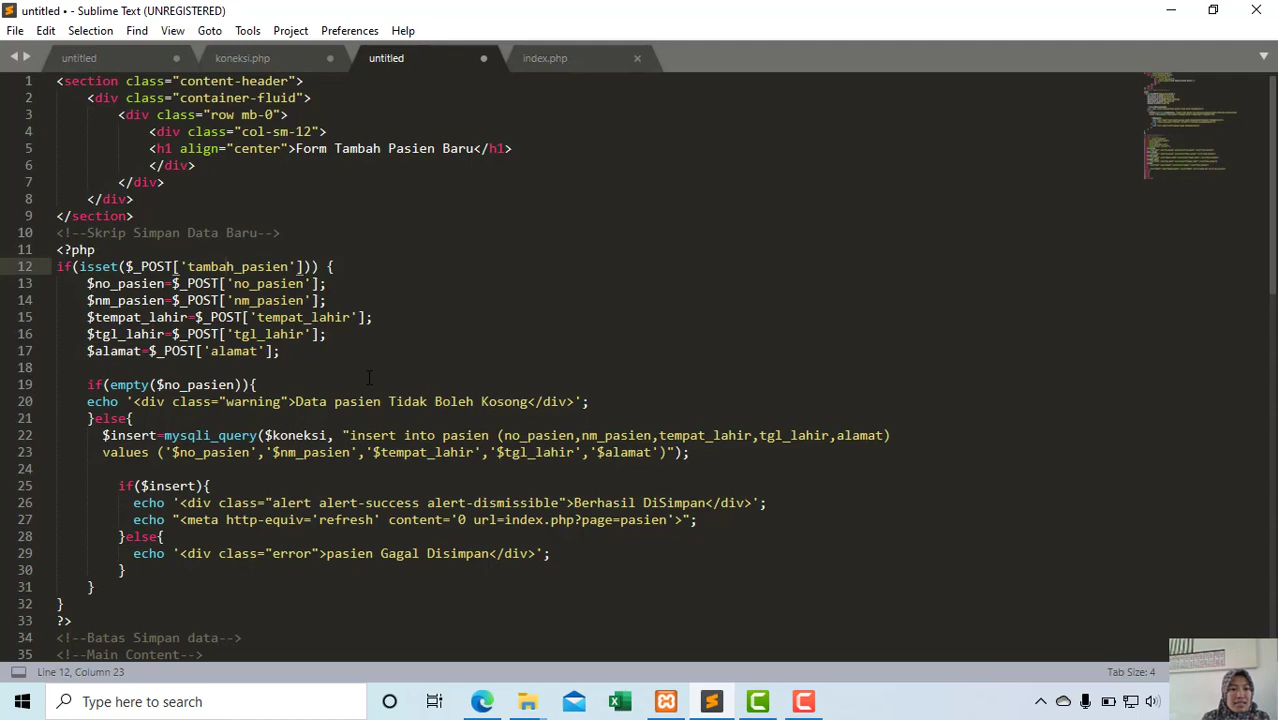 untitled • - Sublime Text (UNREGISTERED)
File Edit Selection Find View Goto Tools Project Preferences Help
untitled koneksi.php untitled index.php
1 <section class="content-header">
2 <div class="container-fluid">
3 <div class="row mb-0">
4 <div class="col-sm-12">
5 <h1 align="center">Form Tambah Pasien Baru</h1>
6 </div>
7 </div>
8 </div>
9 </section>
10 <!--Skrip Simpan Data Baru-->
11 <?php
12 if(isset($_POST['tambah_pasien'])) {
13 $no_pasien=$_POST['no_pasien'];
14 $nm_pasien=$_POST['nm_pasien'];
15 $tempat_lahir=$_POST['tempat_lahir'];
16 $tgl_lahir=$_POST['tgl_lahir'];
17 $alamat=$_POST['alamat'];
18
19 if(empty($no_pasien)){
20 echo '<div class="warning">Data pasien Tidak Boleh Kosong</div>';
21 }else{
22 $insert=mysqli_query($koneksi, "insert into pasien (no_pasien,nm_pasien,tempat_lahir,tgl_lahir,alamat)
23 values ('$no_pasien','$nm_pasien','$tempat_lahir','$tgl_lahir','$alamat')");
24
25 if($insert){
26 echo '<div class="alert alert-success alert-dismissible">Berhasil DiSimpan</div>';
27 echo "<meta http-equiv='refresh' content='0 url=index.php?page=pasien'>";
28 }else{
29 echo '<div class="error">pasien Gagal Disimpan</div>';
30 }
31 }
32 }
33 ?>
34 <!--Batas Simpan data-->
35 <!--Main Content-->
Line 12, Column 23 Tab Size: 4
Type here to search